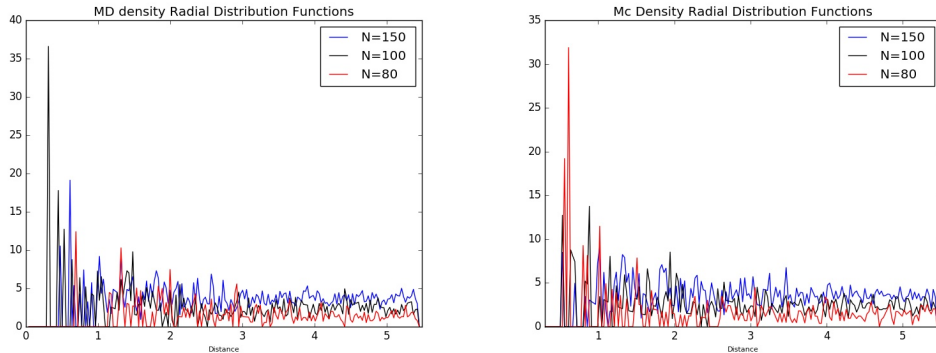 MD density Radial Distribution Functions
40
35
30
25
20
15
10
5
0
N=150
N=100
N=80
0 1 2 3 4 5
Distance
Mc Density Radial Distribution Functions
35
30
25
20
15
10
5
0
N=150
N=100
N=80
1 2 3 4 5
Distance